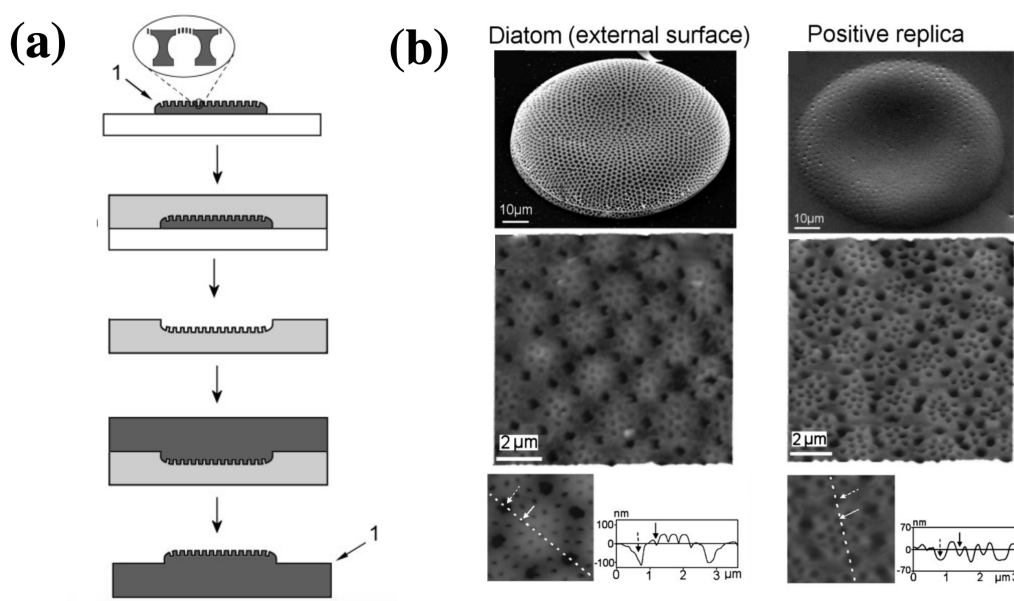 (a)
1
1
(b)
Diatom (external surface)
Positive replica
10μm
10μm
2 μm
2 μm
nm
100
0
-100
0 1 2 3 μm
nm
70
0
-70
0 1 2 μm 3